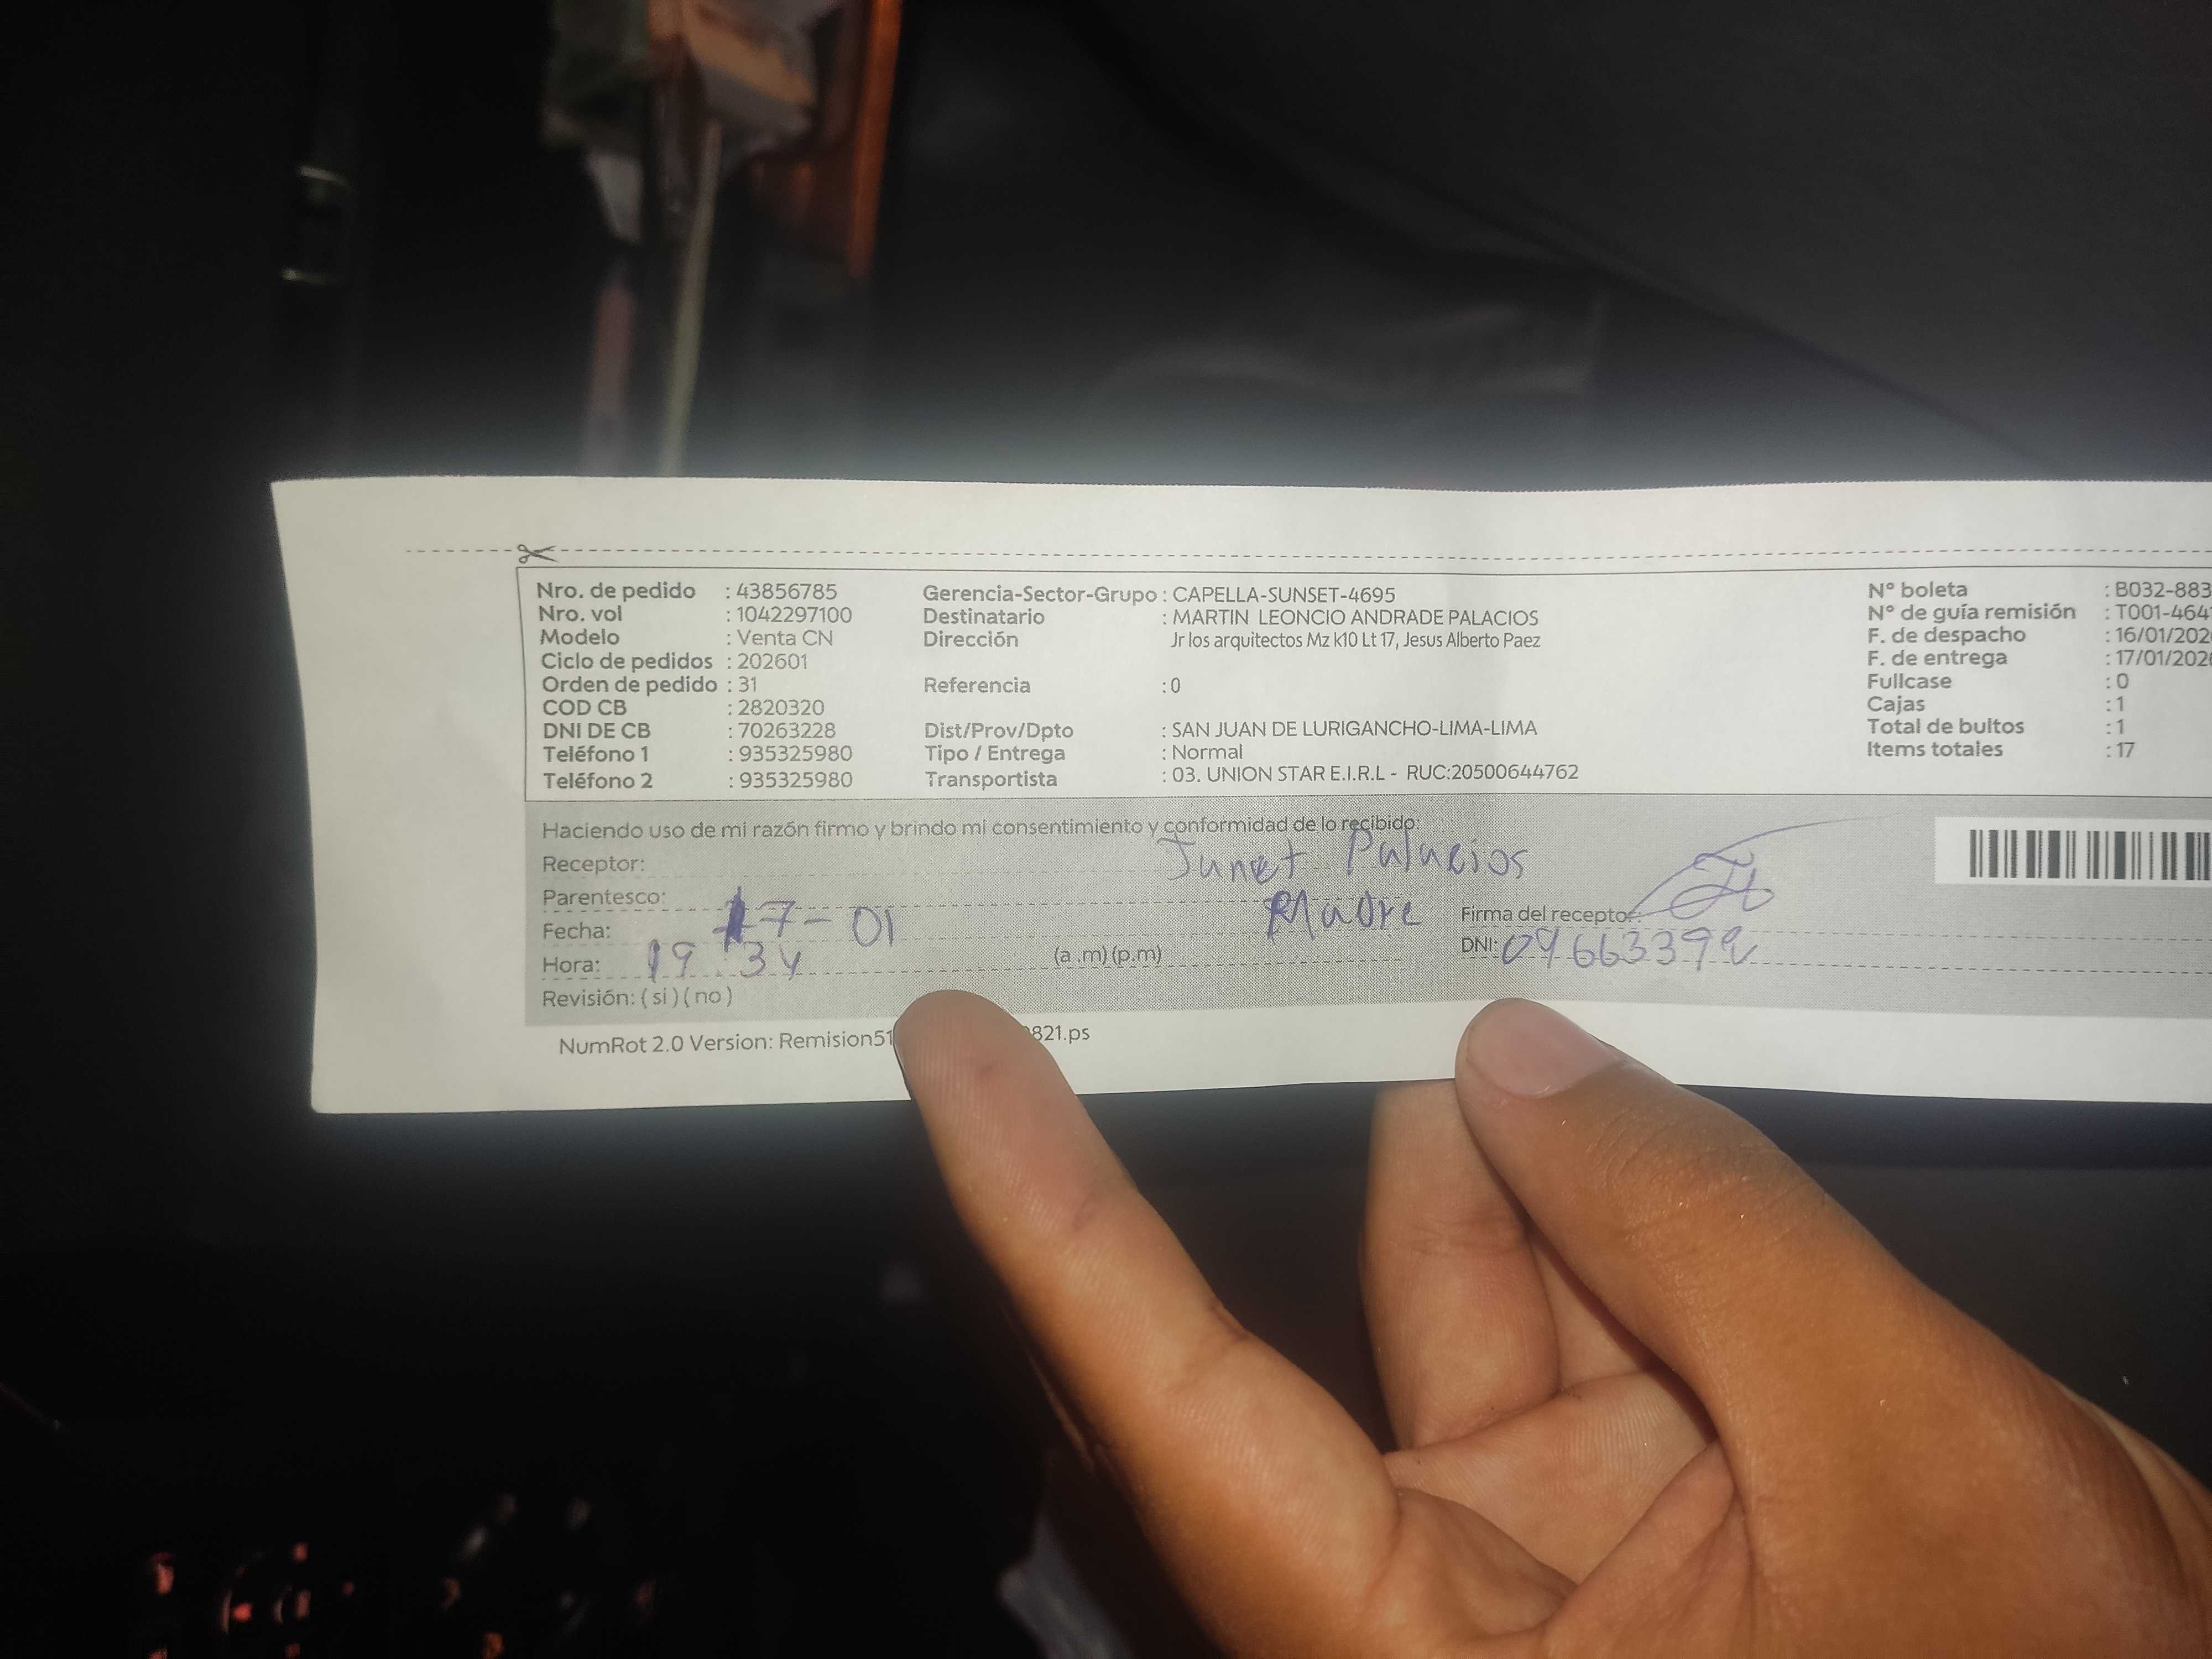 Nro. de pedido : 43856785 Gerencia-Sector-Grupo : CAPELLA-SUNSET-4695 N° boleta : B032-883
Nro. vol : 1042297100 Destinatario : MARTIN LEONCIO ANDRADE PALACIOS N° de guía remisión : T001-464
Modelo : Venta CN Dirección Jr los arquitectos Mz K10 Lt 17, Jesus Alberto Paez F. de despacho : 16/01/202
Ciclo de pedidos : 202601 F. de entrega : 17/01/202
Orden de pedido : 31 Referencia : 0 Fullcase : 0
COD CB : 2820320 Cajas : 1
DNI DE CB : 70263228 Dist/Prov/Dpto : SAN JUAN DE LURIGANCHO-LIMA-LIMA Total de bultos : 1
Teléfono 1 : 935325980 Tipo / Entrega : Normal Items totales : 17
Teléfono 2 : 935325980 Transportista : 03. UNION STAR E.I.R.L - RUC:20500644762
Haciendo uso de mi razón firmo y brindo mi consentimiento y conformidad de lo recibido:
Receptor: Junet Palacios
Parentesco: Madre
Fecha: 17-01 Firma del receptor:
Hora: 19:34 (a.m)(p.m) DNI:
Revisión: (si)(no)
NumRot 2.0 Version: Remision51 821.ps